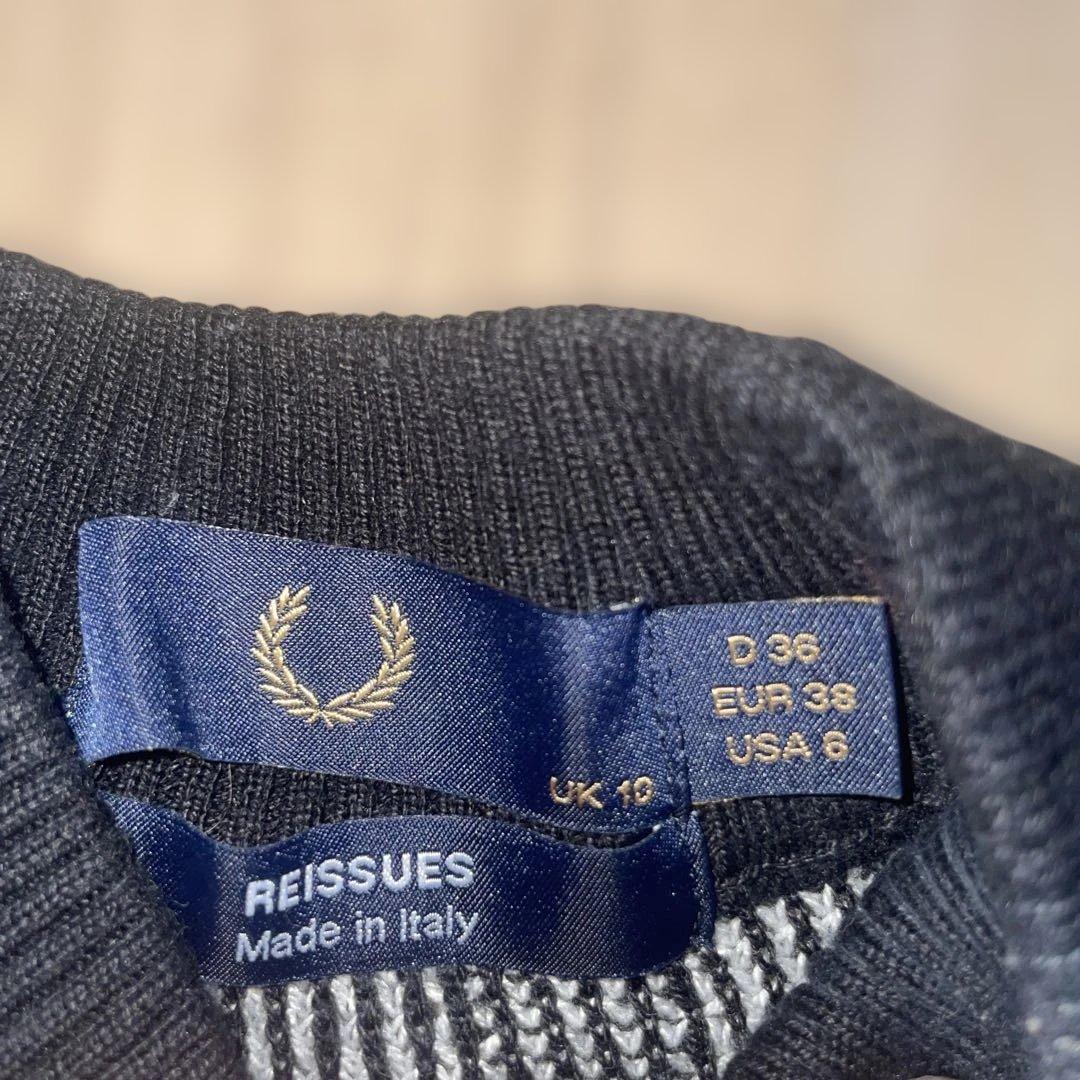 UK 10
D 36
EUR 38
USA 6
REISSUES
Made in Italy